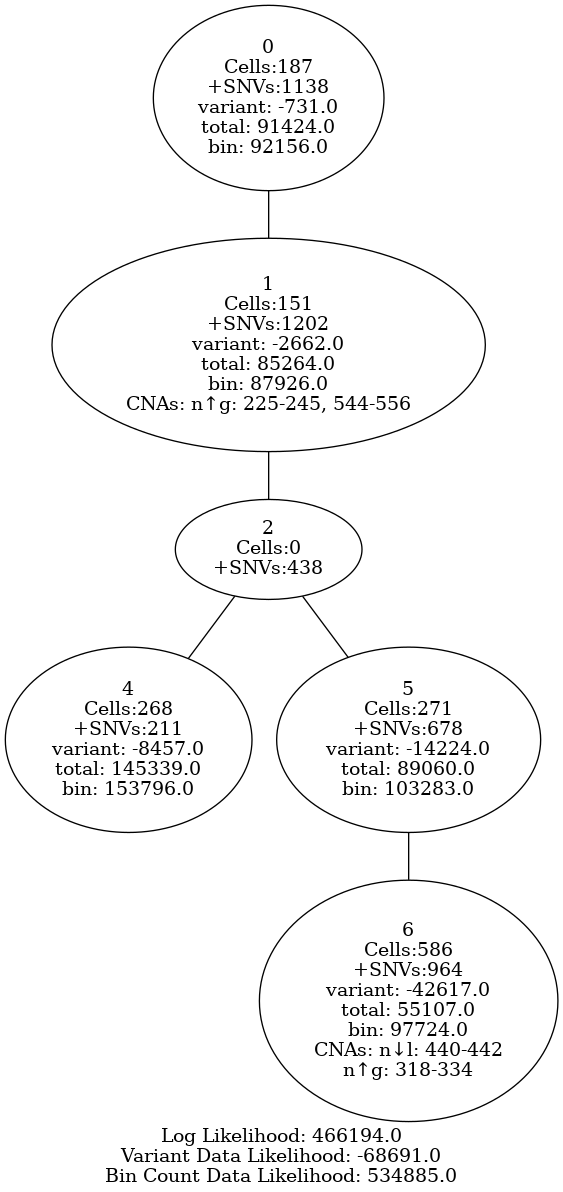 0
Cells:187
+SNVs:1138
variant: -731.0
total: 91424.0
bin: 92156.0
1
Cells:151
+SNVs:1202
variant: -2662.0
total: 85264.0
bin: 87926.0
CNAs: n↑g: 225-245, 544-556
2
Cells:0
+SNVs:438
4
Cells:268
+SNVs:211
variant: -8457.0
total: 145339.0
bin: 153796.0
5
Cells:271
+SNVs:678
variant: -14224.0
total: 89060.0
bin: 103283.0
6
Cells:586
+SNVs:964
variant: -42617.0
total: 55107.0
bin: 97724.0
CNAs: n↓l: 440-442
n↑g: 318-334
Log Likelihood: 466194.0
Variant Data Likelihood: -68691.0
Bin Count Data Likelihood: 534885.0